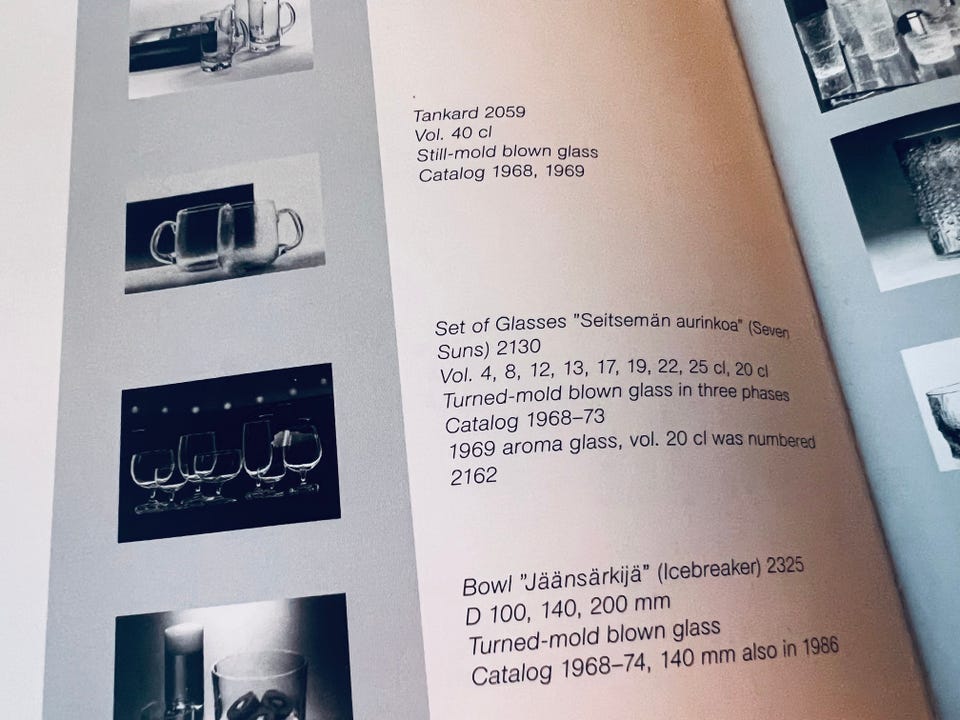 Tankard 2059
Vol. 40 cl
Still-mold blown glass
Catalog 1968, 1969
Set of Glasses "Seitsemän aurinkoa" (Seven
Suns) 2130
Vol. 4, 8, 12, 13, 17, 19, 22, 25 cl, 20 cl
Turned-mold blown glass in three phases
Catalog 1968–73
1969 aroma glass, vol. 20 cl was numbered
2162
Bowl "Jäänsärkijä" (Icebreaker) 2325
D 100, 140, 200 mm
Turned-mold blown glass
Catalog 1968–74, 140 mm also in 1986